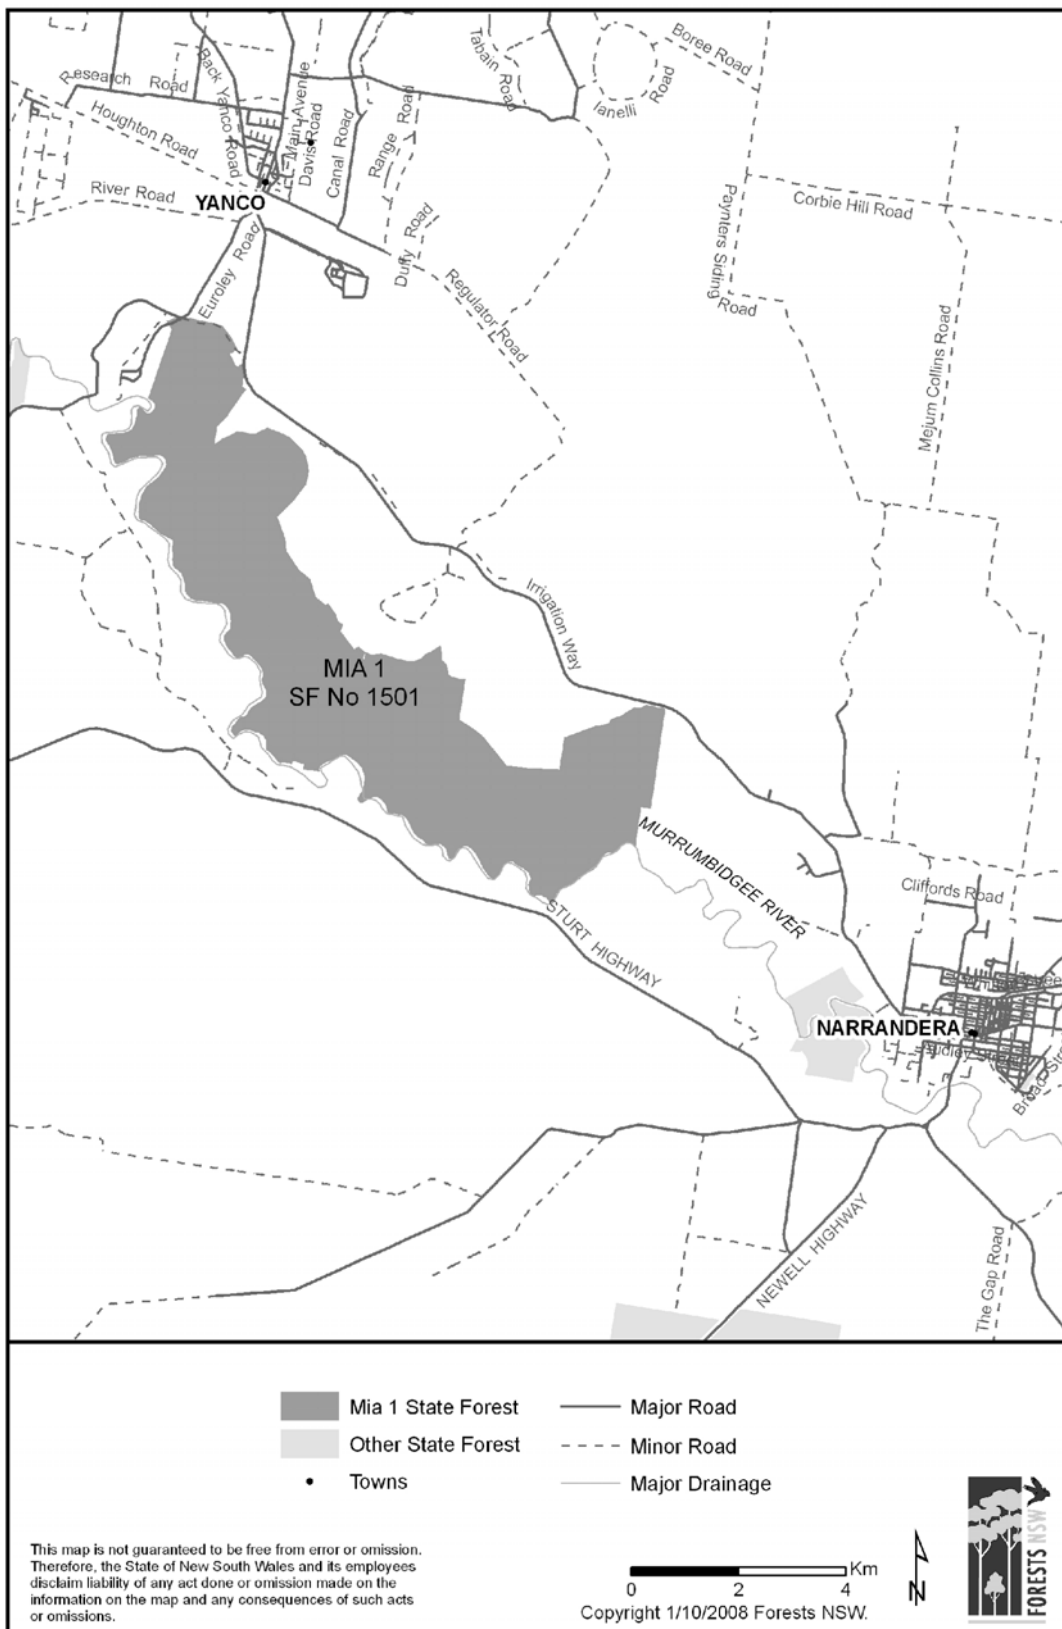 Boree Road
Tabain Road
Ianelli Road
Research Road
Back Yanco Road
Main Avenue
Davis Road
Canal Road
Range Road
Houghton Road
River Road
YANCO
Corbie Hill Road
Paynters Siding Road
Duffy Road
Euroley Road
Regulator Road
Mejum Collins Road
Irrigation Way
MIA 1
SF No 1501
MURRUMBIDGEE RIVER
Cliffords Road
STURT HIGHWAY
NARRANDERA
NEWELL HIGHWAY
The Gap Road
Mia 1 State Forest
Other State Forest
Towns
Major Road
Minor Road
Major Drainage
This map is not guaranteed to be free from error or omission.
Therefore, the State of New South Wales and its employees
disclaim liability of any act done or omission made on the
information on the map and any consequences of such acts
or omissions.
Km
0 2 4
Copyright 1/10/2008 Forests NSW.
N
FORESTS NSW